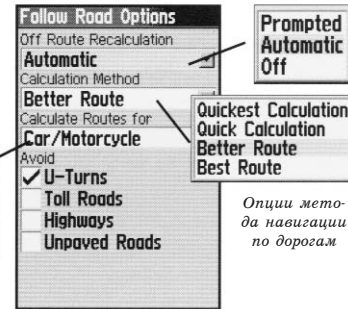 Follow Road Options
Off Route Recalculation
Automatic
Calculation Method
Better Route
Calculate Routes for
Car/Motorcycle
Avoid
U-Turns
Toll Roads
Highways
Unpaved Roads
Prompted
Automatic
Off
Quickest Calculation
Quick Calculation
Better Route
Best Route
Опции мето-
да навигации
по дорогам